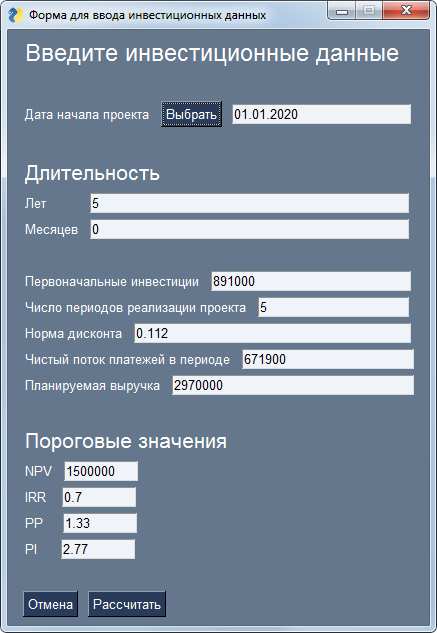 Форма для ввода инвестиционных данных
Введите инвестиционные данные
Дата начала проекта Выбрать 01.01.2020
Длительность
Лет 5
Месяцев 0
Первоначальные инвестиции 891000
Число периодов реализации проекта 5
Норма дисконта 0.112
Чистый поток платежей в периоде 671900
Планируемая выручка 2970000
Пороговые значения
NPV 1500000
IRR 0.7
PP 1.33
PI 2.77
Отмена Рассчитать